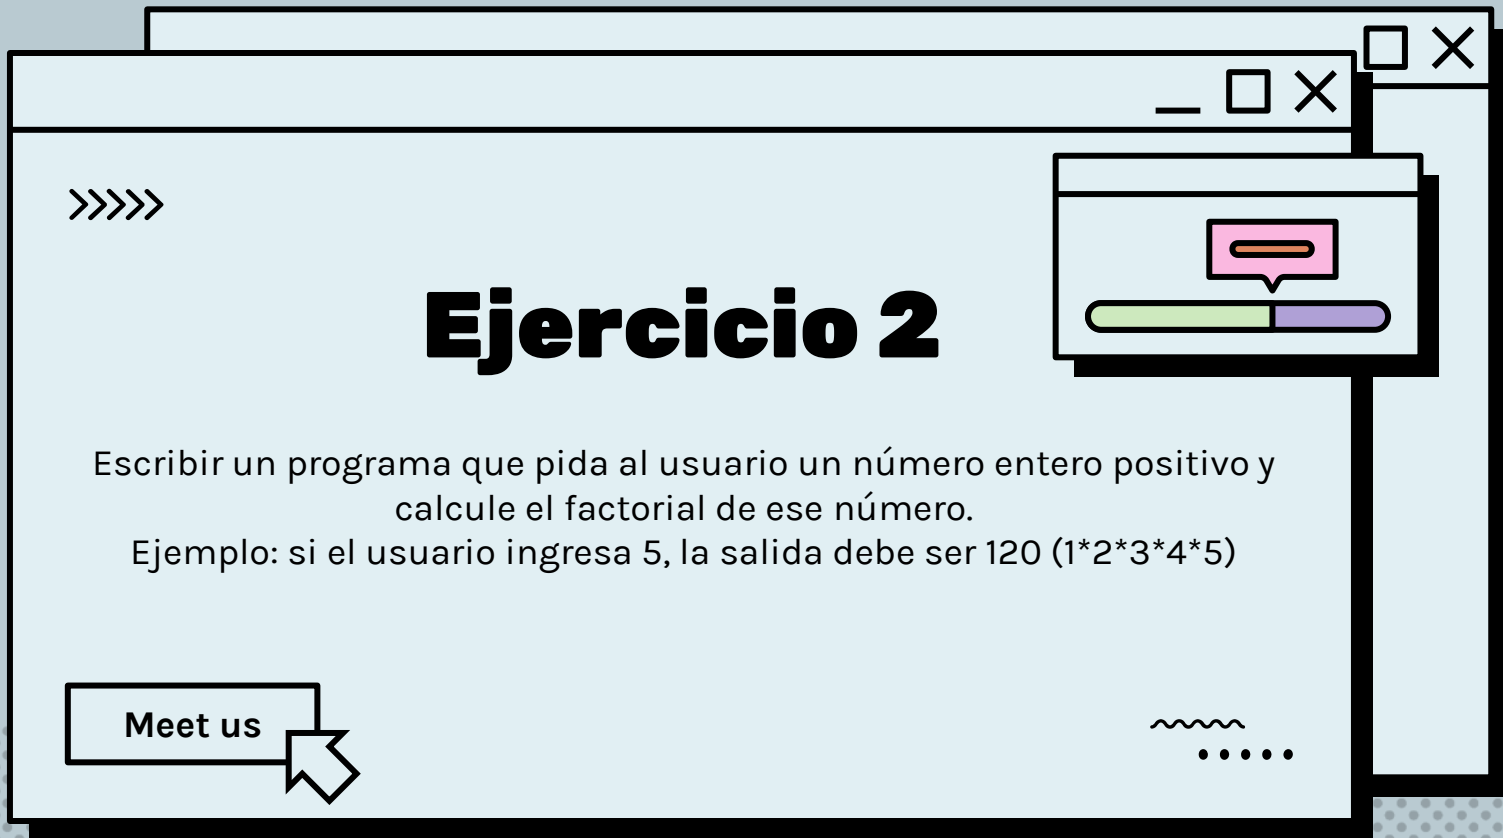 Ejercicio 2
Escribir un programa que pida al usuario un número entero positivo y
calcule el factorial de ese número.
Ejemplo: si el usuario ingresa 5, la salida debe ser 120 (1*2*3*4*5)
Meet us